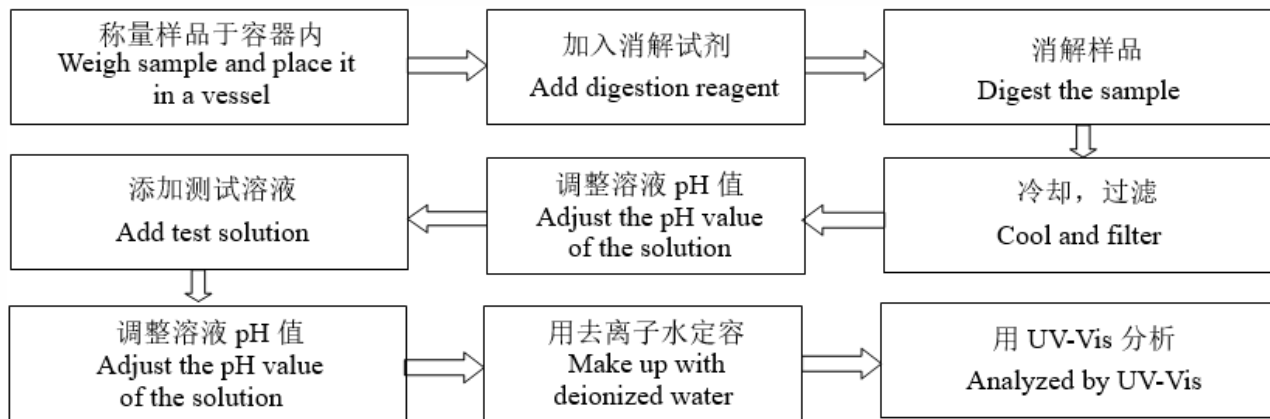 称量样品于容器内
Weigh sample and place it
in a vessel
加入消解试剂
Add digestion reagent
消解样品
Digest the sample
冷却，过滤
Cool and filter
调整溶液 pH 值
Adjust the pH value
of the solution
添加测试溶液
Add test solution
调整溶液 pH 值
Adjust the pH value
of the solution
用去离子水定容
Make up with
deionized water
用 UV-Vis 分析
Analyzed by UV-Vis